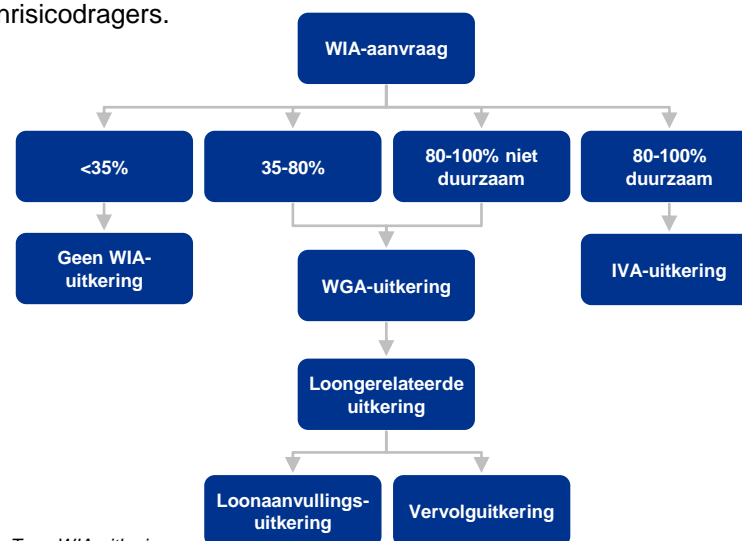 nrisicodragers.
WIA-aanvraag
<35%
35-80%
80-100% niet
duurzaam
80-100%
duurzaam
Geen WIA-
uitkering
WGA-uitkering
IVA-uitkering
Loongerelateerde
uitkering
Loonaanvullings-
uitkering
Vervolguitkering